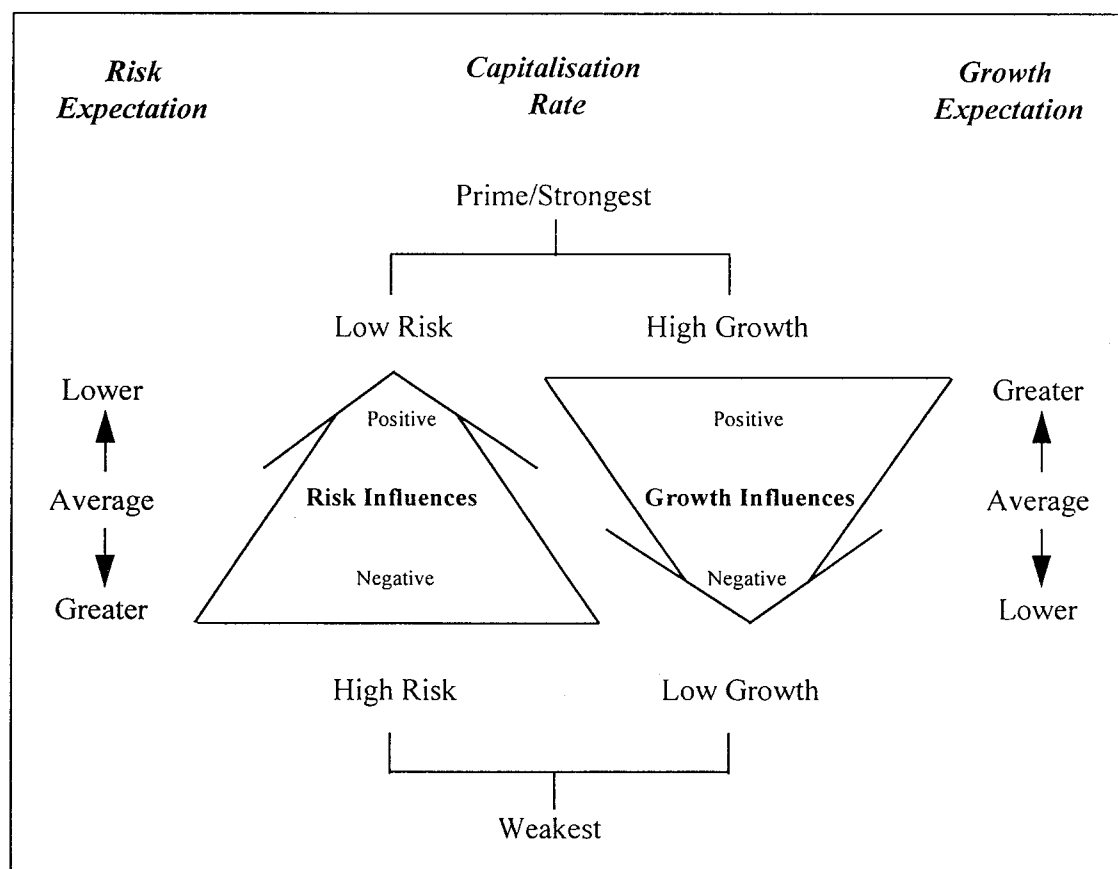 Risk
Expectation
Capitalisation
Rate
Growth
Expectation
Prime/Strongest
Low Risk
High Growth
Lower
Average
Greater
Positive
Risk Influences
Negative
Positive
Growth Influences
Negative
Greater
Average
Lower
High Risk
Low Growth
Weakest